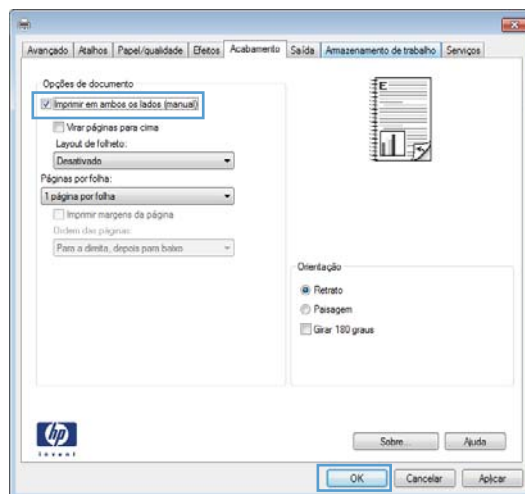 Avançado Atalhos Papel/qualidade Efeitos Acabamento Saída Armazenamento de trabalho Serviços
Opções de documento
Imprimir em ambos os lados (manual)
Virar páginas para cima
Layout de folheto:
Desativado
Páginas por folha:
1 página por folha
Imprimir margens da página
Ordem das páginas:
Para a direita, depois para baixo
E
Orientação
Retrato
Paisagem
Girar 180 graus
hp
invent
Sobre... Ajuda
OK Cancelar Aplicar